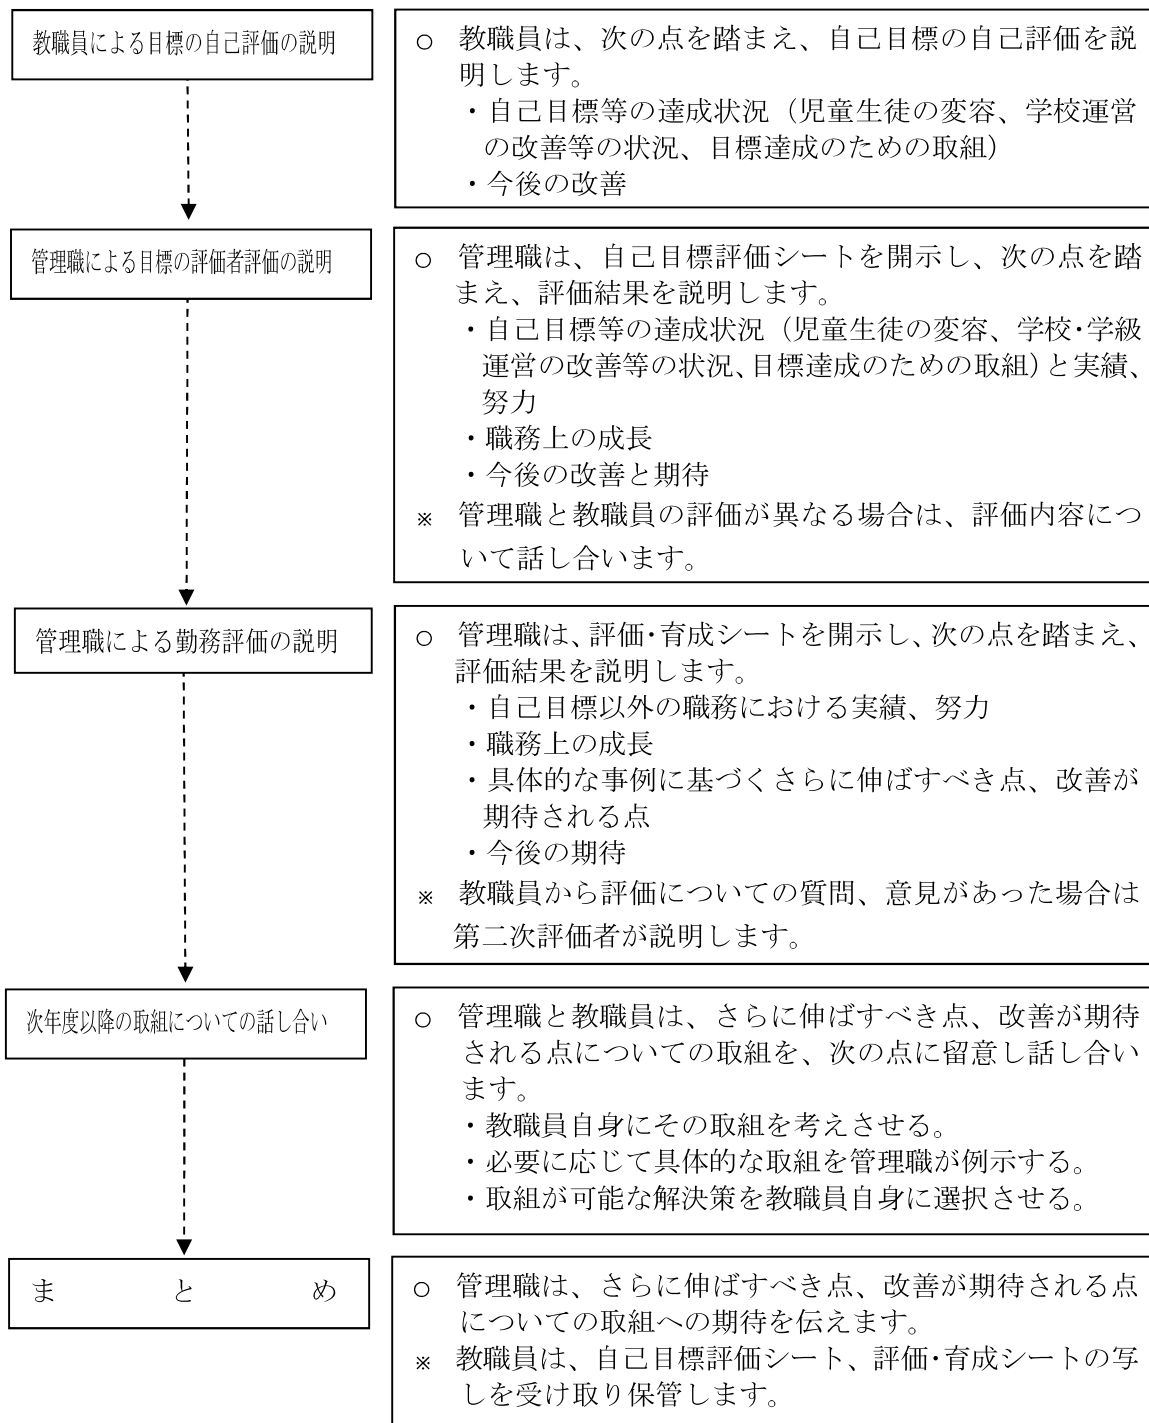 教職員による目標の自己評価の説明
○ 教職員は、次の点を踏まえ、自己目標の自己評価を説
明します。
・自己目標等の達成状況（児童生徒の変容、学校運営
の改善等の状況、目標達成のための取組）
・今後の改善
管理職による目標の評価者評価の説明
○ 管理職は、自己目標評価シートを開示し、次の点を踏
まえ、評価結果を説明します。
・自己目標等の達成状況（児童生徒の変容、学校・学級
運営の改善等の状況、目標達成のための取組）と実績、
努力
・職務上の成長
・今後の改善と期待
※ 管理職と教職員の評価が異なる場合は、評価内容につ
いて話し合います。
管理職による勤務評価の説明
○ 管理職は、評価・育成シートを開示し、次の点を踏まえ、
評価結果を説明します。
・自己目標以外の職務における実績、努力
・職務上の成長
・具体的な事例に基づくさらに伸ばすべき点、改善が
期待される点
・今後の期待
※ 教職員から評価についての質問、意見があった場合は
第二次評価者が説明します。
次年度以降の取組についての話し合い
○ 管理職と教職員は、さらに伸ばすべき点、改善が期待
される点についての取組を、次の点に留意し話し合い
ます。
・教職員自身にその取組を考えさせる。
・必要に応じて具体的な取組を管理職が例示する。
・取組が可能な解決策を教職員自身に選択させる。
ま と め
○ 管理職は、さらに伸ばすべき点、改善が期待される点
についての取組への期待を伝えます。
※ 教職員は、自己目標評価シート、評価・育成シートの写
しを受け取り保管します。